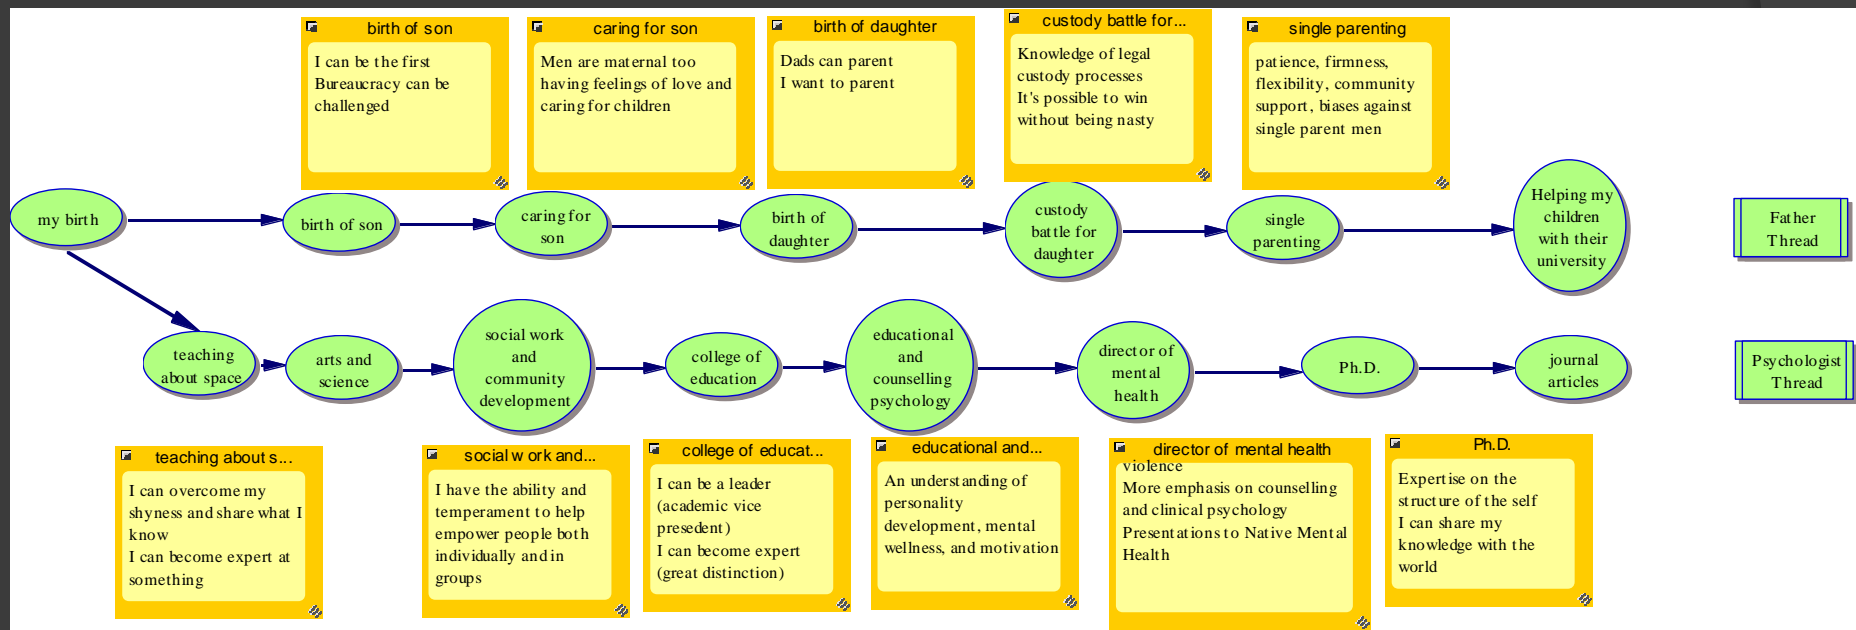 birth of son
I can be the first
Bureaucracy can be
challenged
caring for son
Men are maternal too
having feelings of love and
caring for children
birth of daughter
Dads can parent
I want to parent
custody battle for...
Knowledge of legal
custody processes
It's possible to win
without being nasty
single parenting
patience, firmness,
flexibility, community
support, biases against
single parent men
my birth
birth of son
caring for
son
birth of
daughter
custody
battle for
daughter
single
parenting
Helping my
children
with their
university
Father
Thread
teaching
about space
arts and
science
social work
and
community
development
college of
education
educational
and
counselling
psychology
director of
mental
health
Ph.D.
journal
articles
Psychologist
Thread
teaching about s...
I can overcome my
shyness and share what I
know
I can become expert at
something
social work and...
I have the ability and
temperament to help
empower people both
individually and in
groups
college of educat...
I can be a leader
(academic vice
presedent)
I can become expert
(great distinction)
educational and...
An understanding of
personality
development, mental
wellness, and motivation
director of mental health
violence
More emphasis on counselling
and clinical psychology
Presentations to Native Mental
Health
Ph.D.
Expertise on the
structure of the self
I can share my
knowledge with the
world